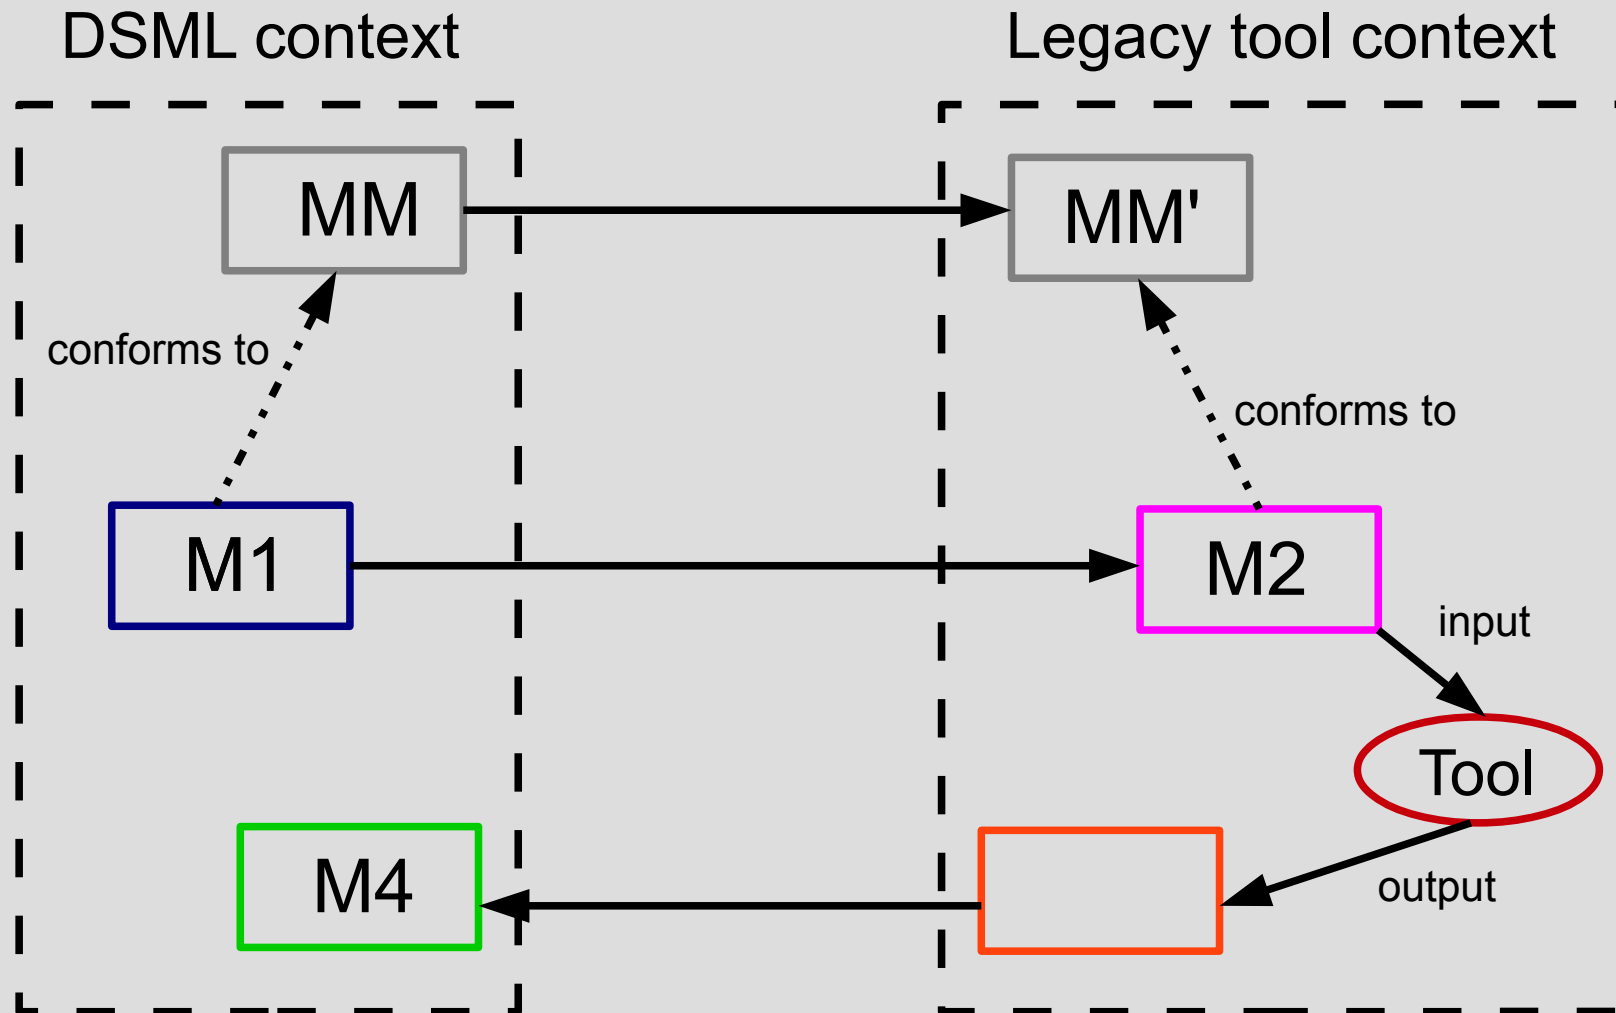 DSML context
Legacy tool context
MM
MM'
conforms to
conforms to
M1
M2
input
Tool
M4
output